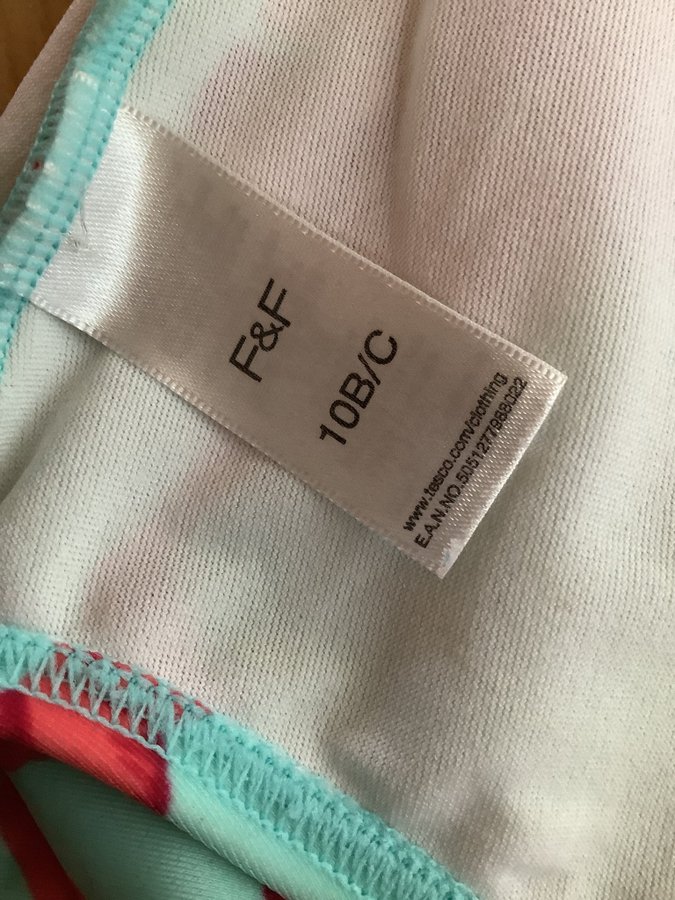 F&F
10B/C
www.tesco.com/clothing
E.A.N.NO.5051277988022